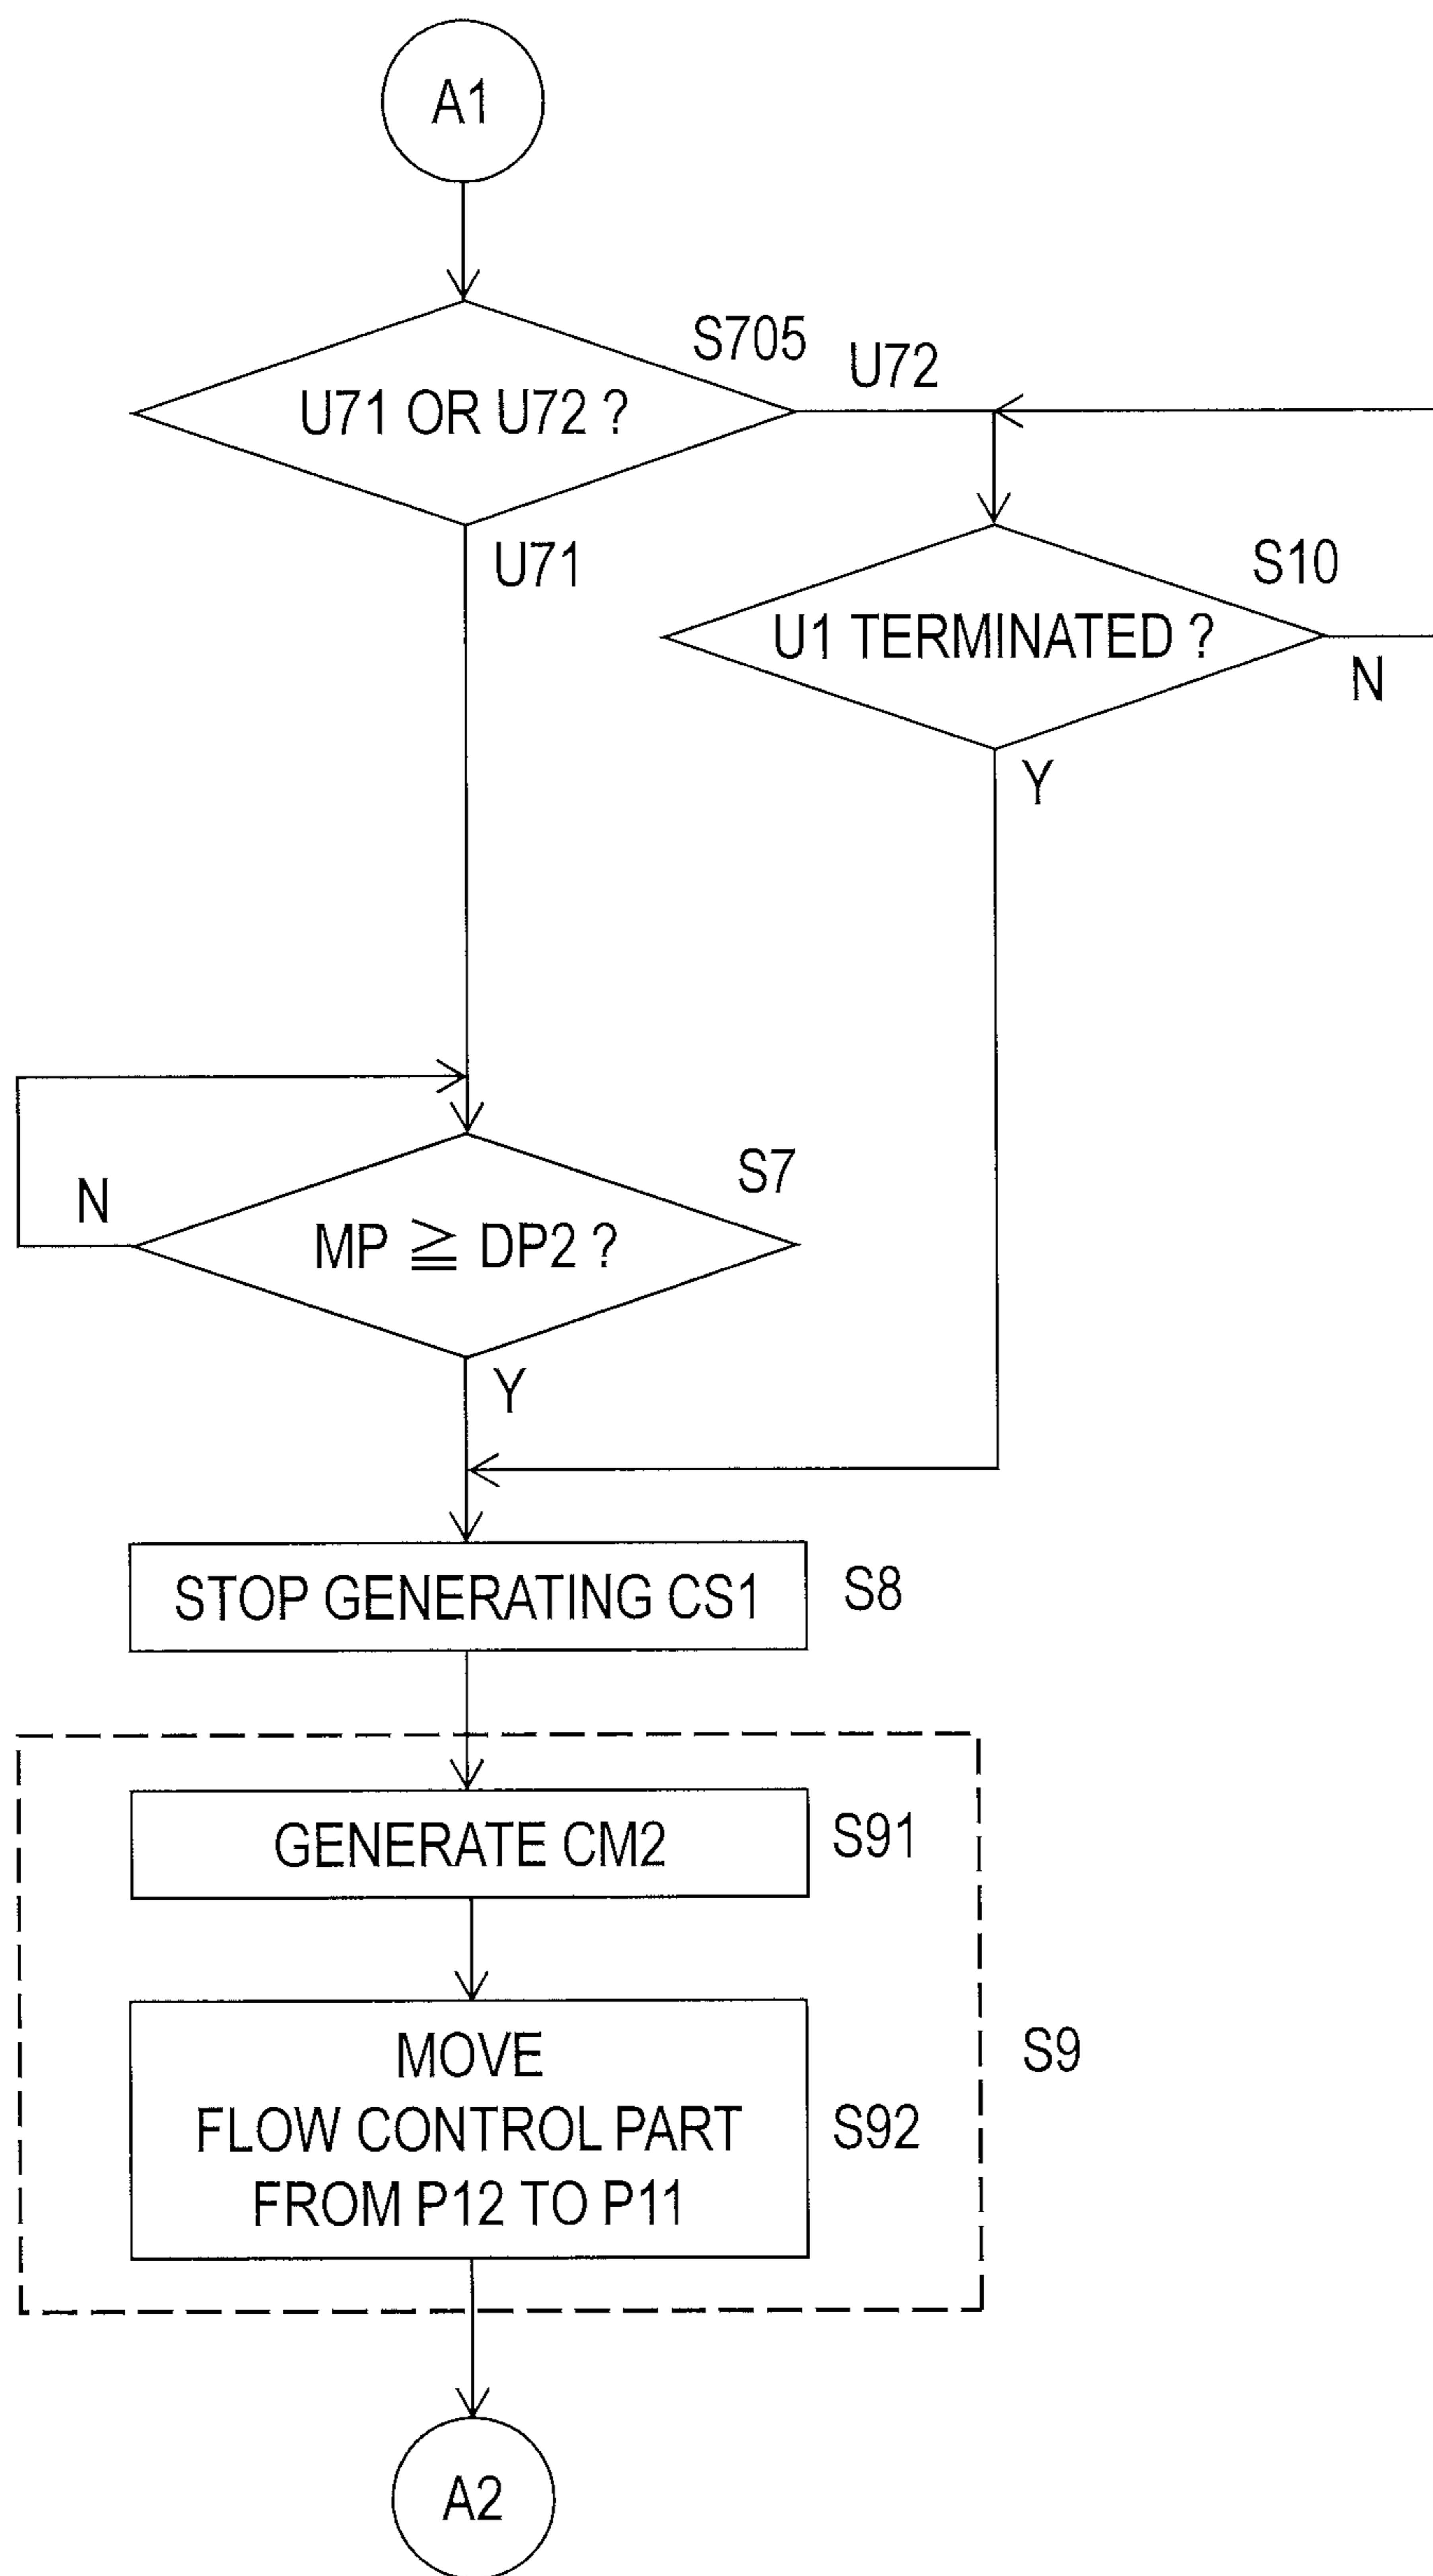 A1
S705
U72
U71 OR U72 ?
U71
S10
U1 TERMINATED ?
N
Y
S7
N
MP ≧ DP2 ?
Y
STOP GENERATING CS1
S8
GENERATE CM2
S91
MOVE
FLOW CONTROL PART
FROM P12 TO P11
S92
S9
A2